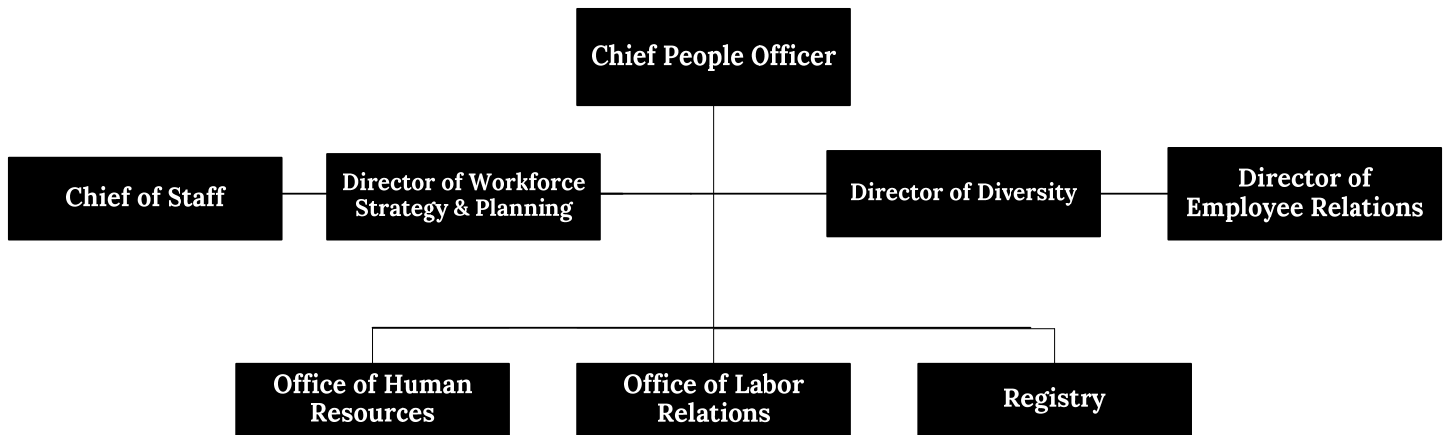 Chief People Officer
Chief of Staff
Director of Workforce
Strategy & Planning
Director of Diversity
Director of
Employee Relations
Office of Human
Resources
Office of Labor
Relations
Registry